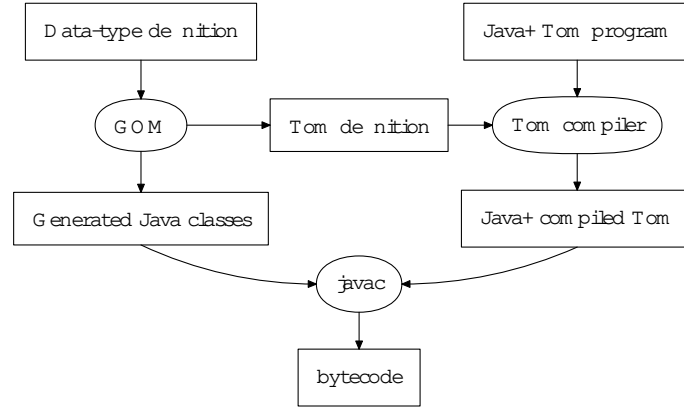 Data-type de nition
Java+Tom program
GOM
Tom de nition
Tom compiler
Generated Java classes
Java+compiled Tom
javac
bytecode